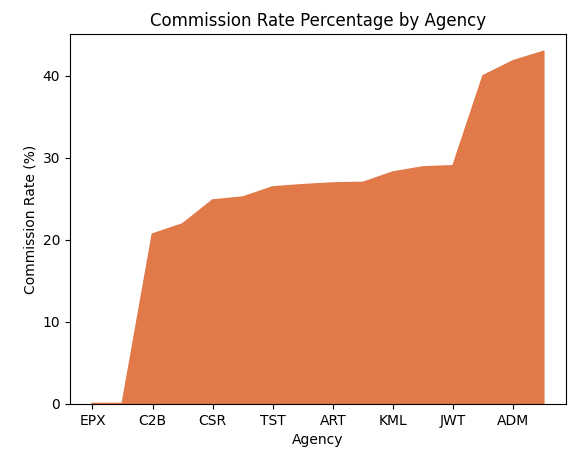 Commission Rate Percentage by Agency
40
30
20
10
0
Commission Rate (%)
EPX C2B CSR TST ART KML JWT ADM
Agency